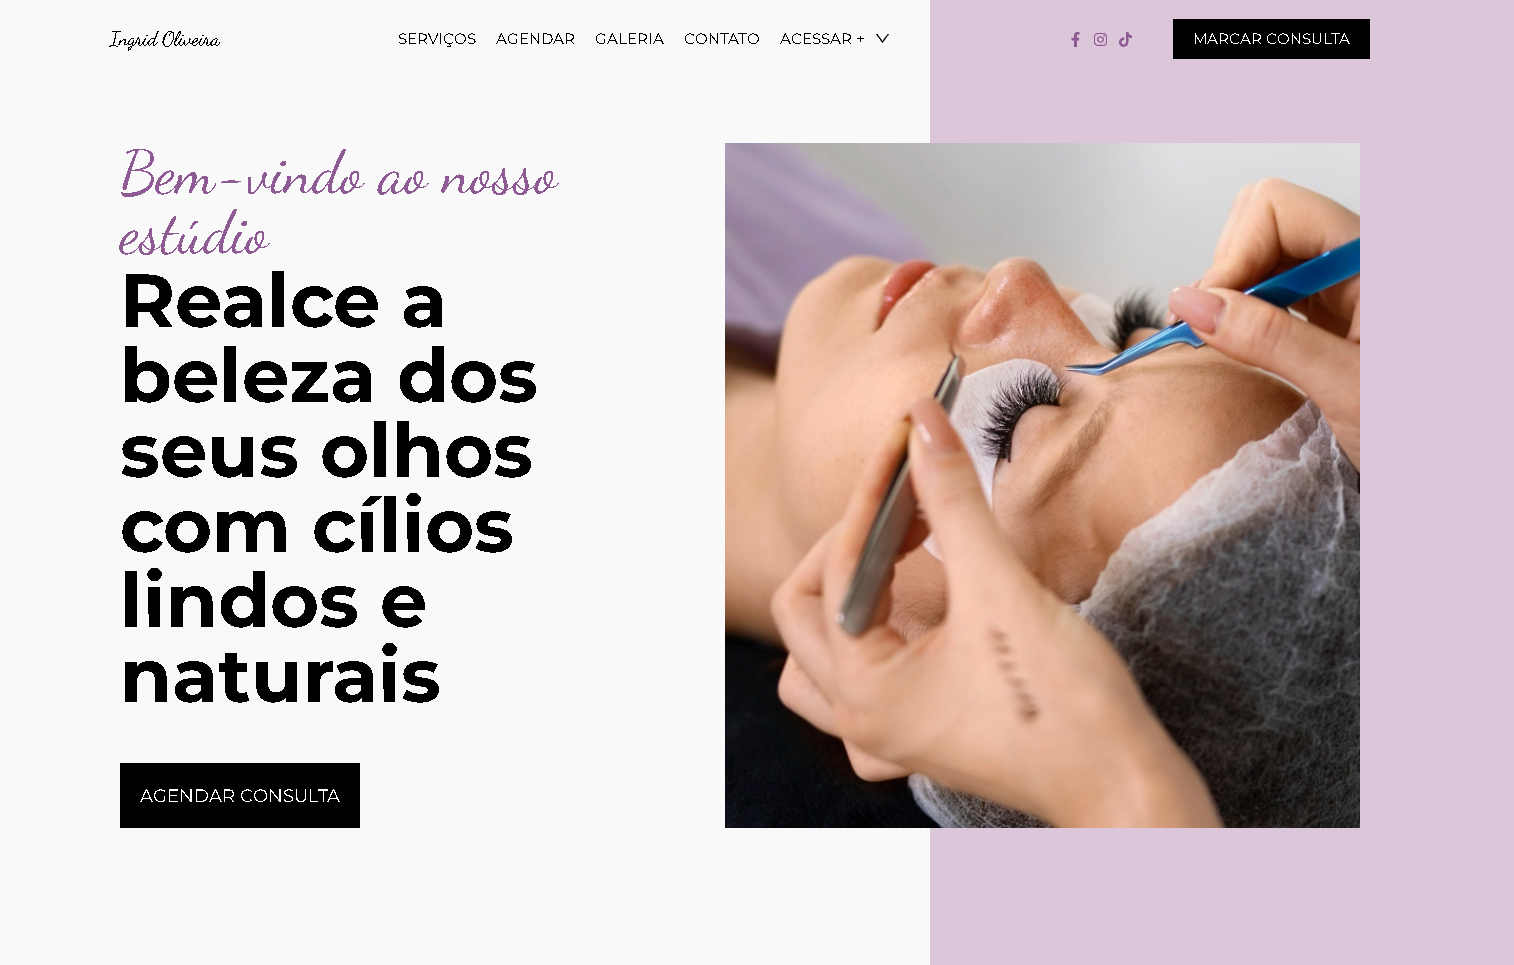 Ingrid Oliveira
SERVIÇOS AGENDAR GALERIA CONTATO ACESSAR +
MARCAR CONSULTA
Bem-vindo ao nosso
estúdio
Realce a
beleza dos
seus olhos
com cílios
lindos e
naturais
AGENDAR CONSULTA